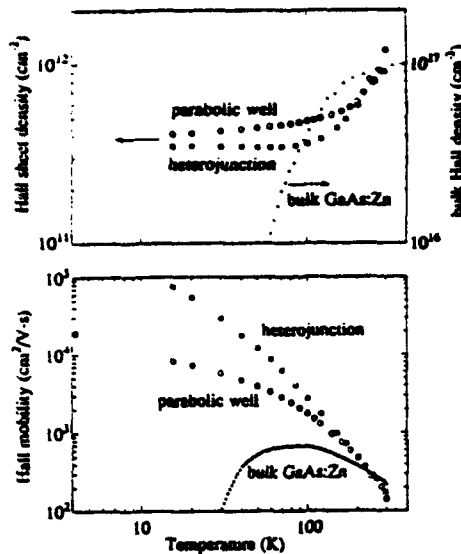 Hall sheet density (cm⁻²)
10¹²
10¹¹
parabolic well
heterojunction
bulk GaAs:Zn
10¹⁷
10¹⁶
bulk Hall density (cm⁻³)
Hall mobility (cm²/V·s)
10⁵
10⁴
10³
10²
heterojunction
parabolic well
bulk GaAs:Zn
10
100
Temperature (K)